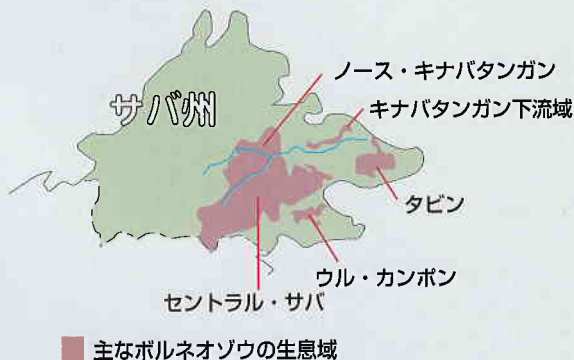 ノース・キナバタンガン
サバ州
キナバタンガン下流域
タビン
ウル・カンポン
セントラル・サバ
主なボルネオゾウの生息域